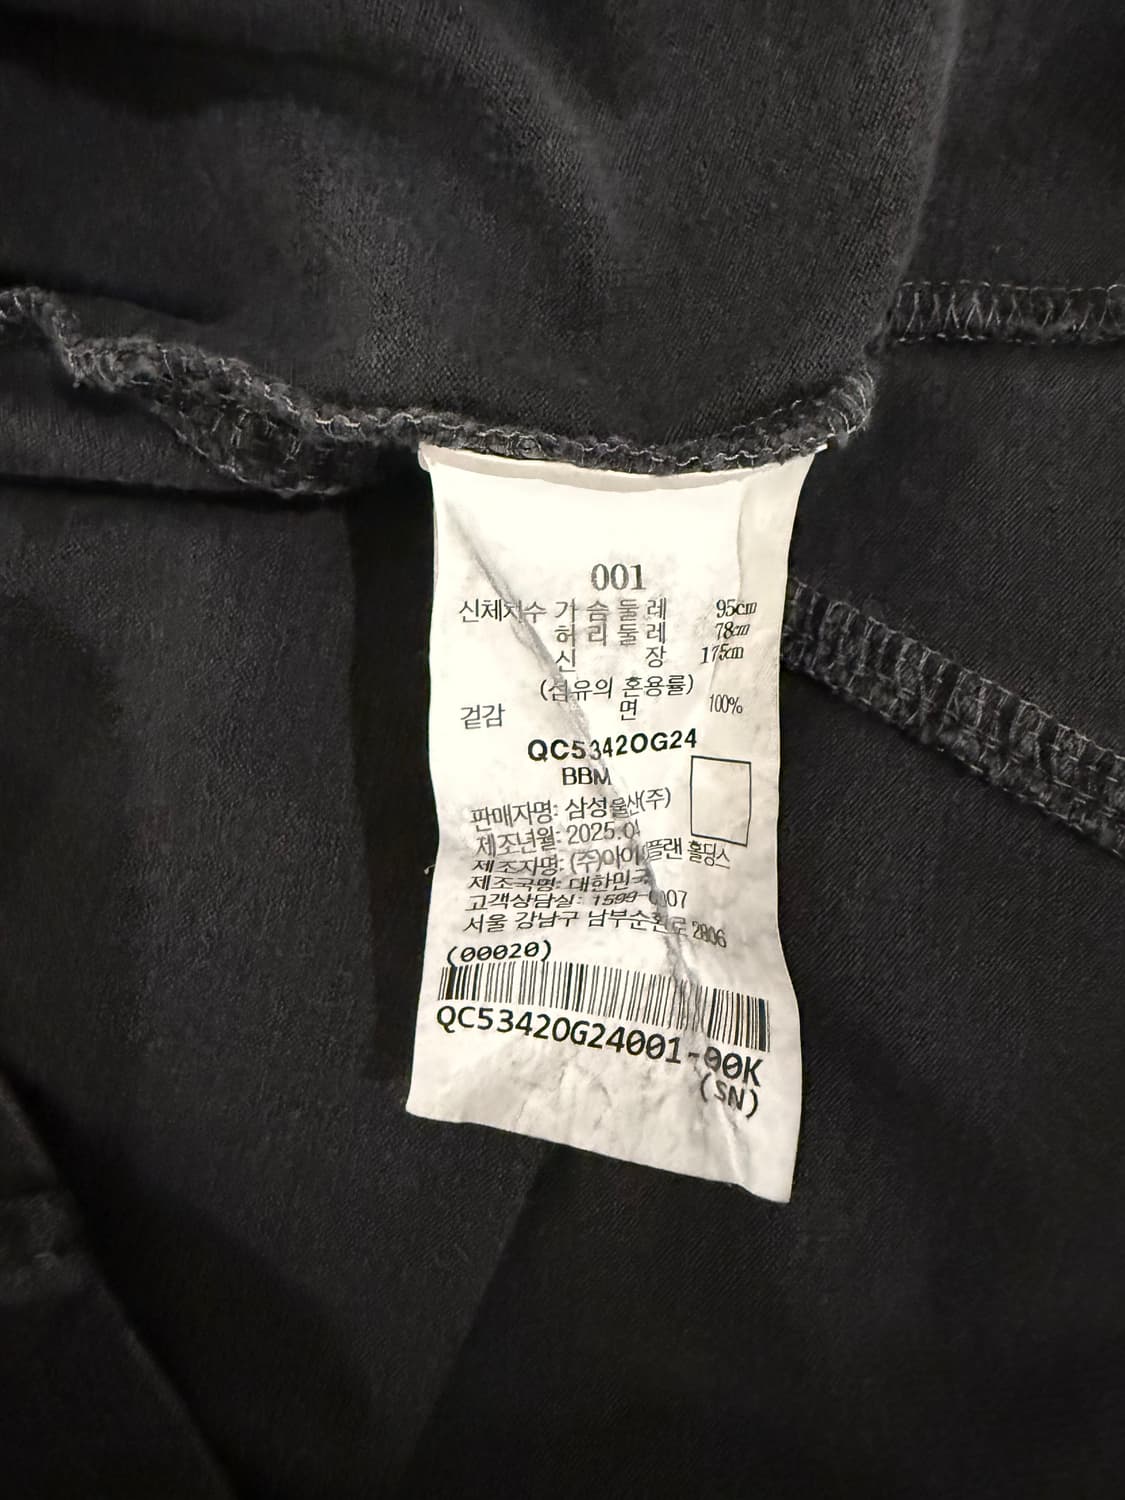 001
신체치수 가슴둘레 95cm
허리둘레 78cm
신 장 175cm
(섬유의 혼용률)
겉감 면 100%
QC5342OG24
BBM
판매자명: 삼성물산(주)
제조년월: 2025.0
제조자명: (주)아이 플랜 홀딩스
제조국명: 대한민국
고객상담실: 1599-0007
서울 강남구 남부순환로 2806
(00020)
QC5342OG24001-00K
(SN)